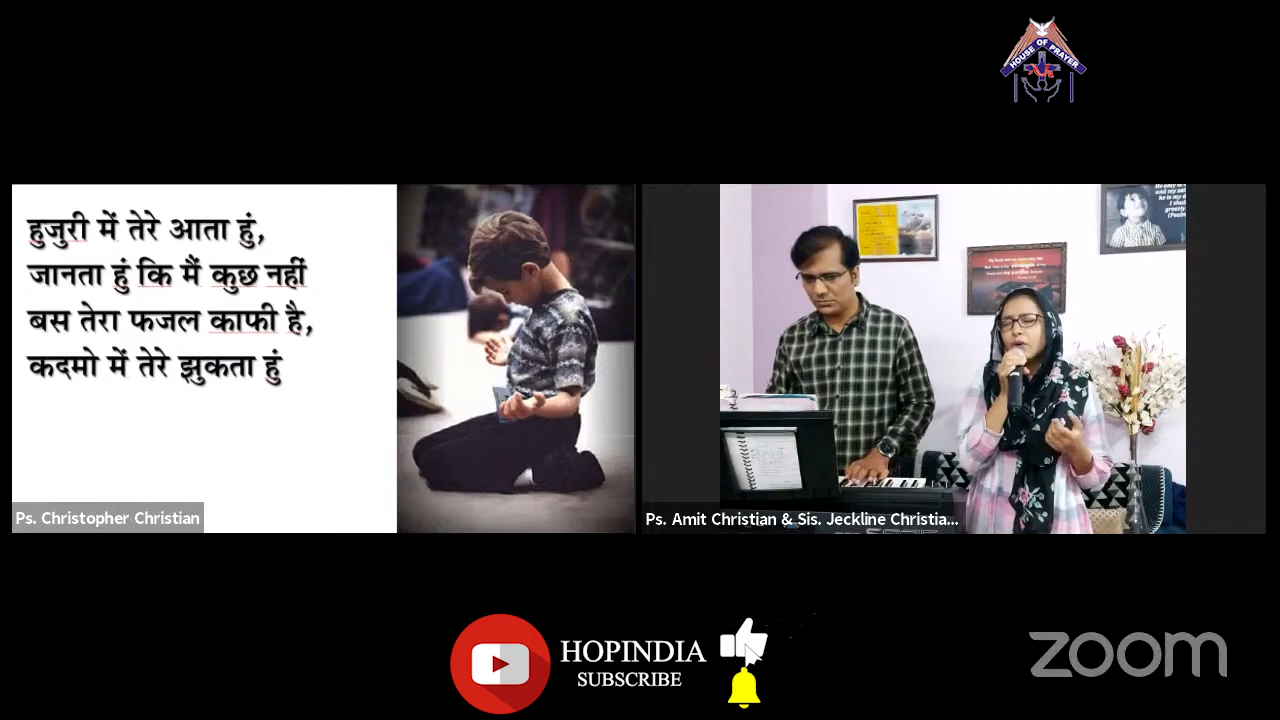 HOUSE OF PRAYER
हुजुरी में तेरे आता हुं,
जानता हुं कि मैं कुछ नहीं
बस तेरा फजल काफी है,
कदमो में तेरे झुकता हुं
Ps. Christopher Christian
Ps. Amit Christian & Sis. Jeckline Christia...
HOPINDIA
SUBSCRIBE
zoom